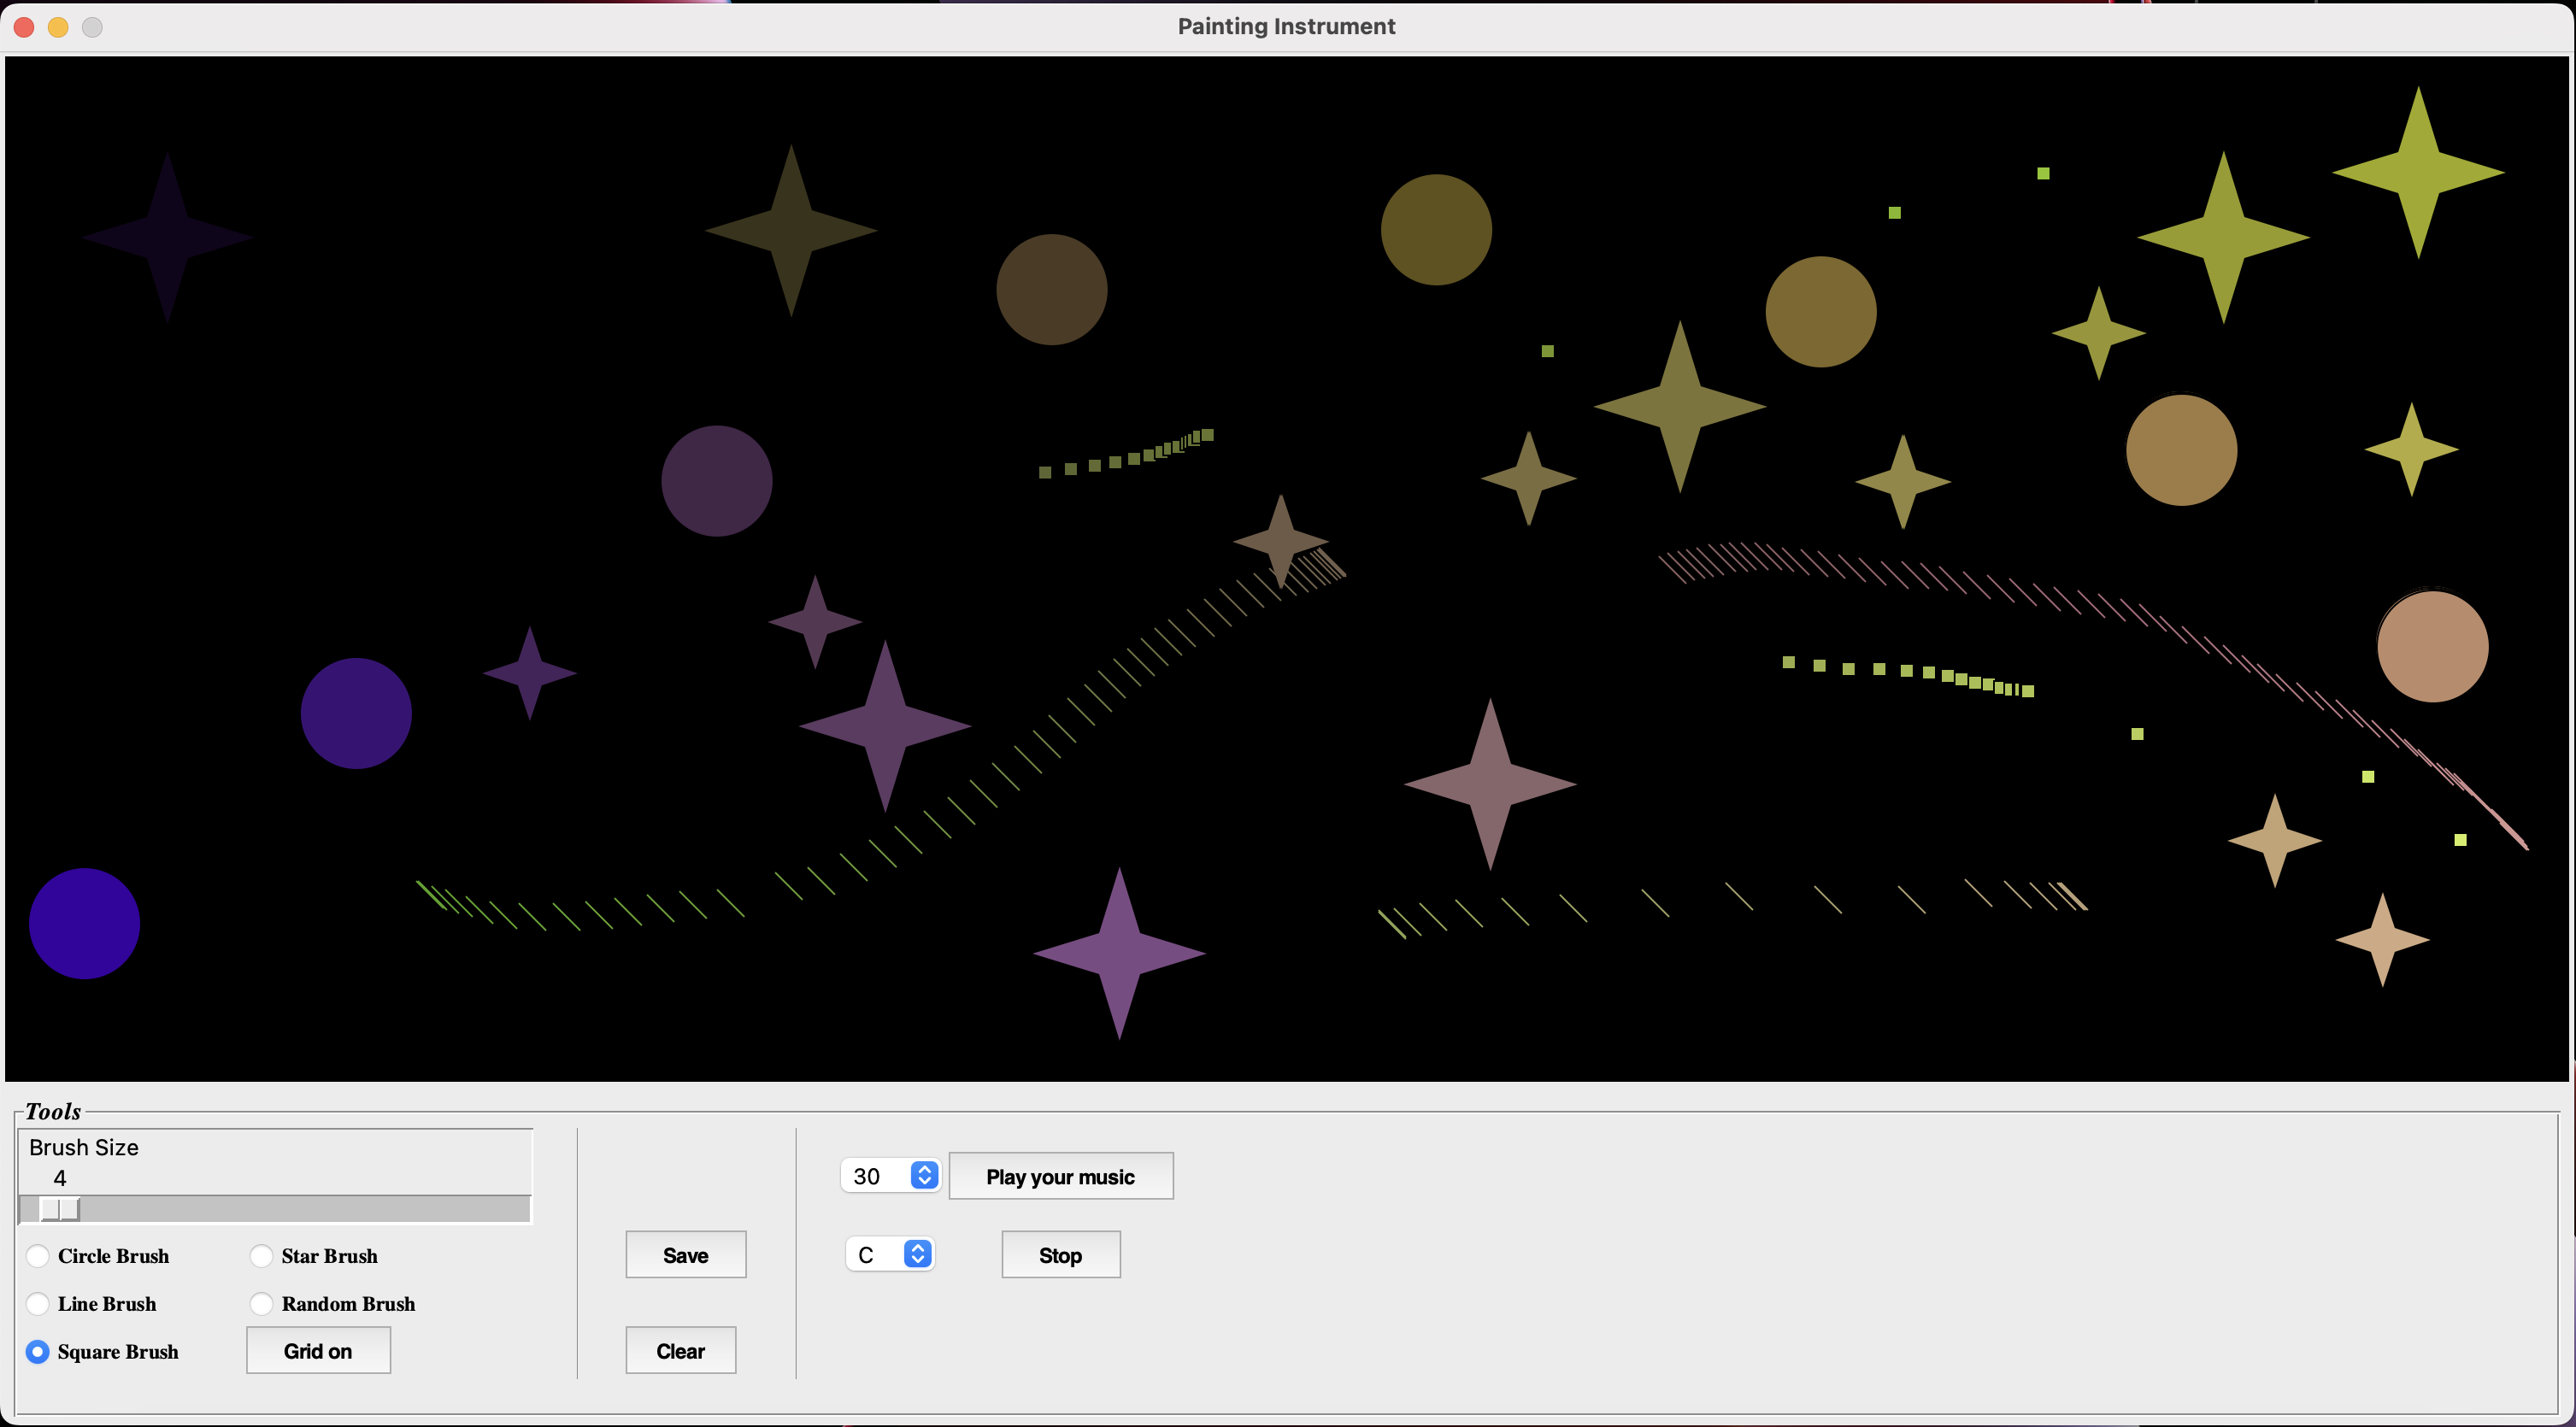 Painting Instrument
Tools
Brush Size
4
30
Play your music
Circle Brush
Star Brush
Save
C
Stop
Line Brush
Random Brush
Square Brush
Grid on
Clear